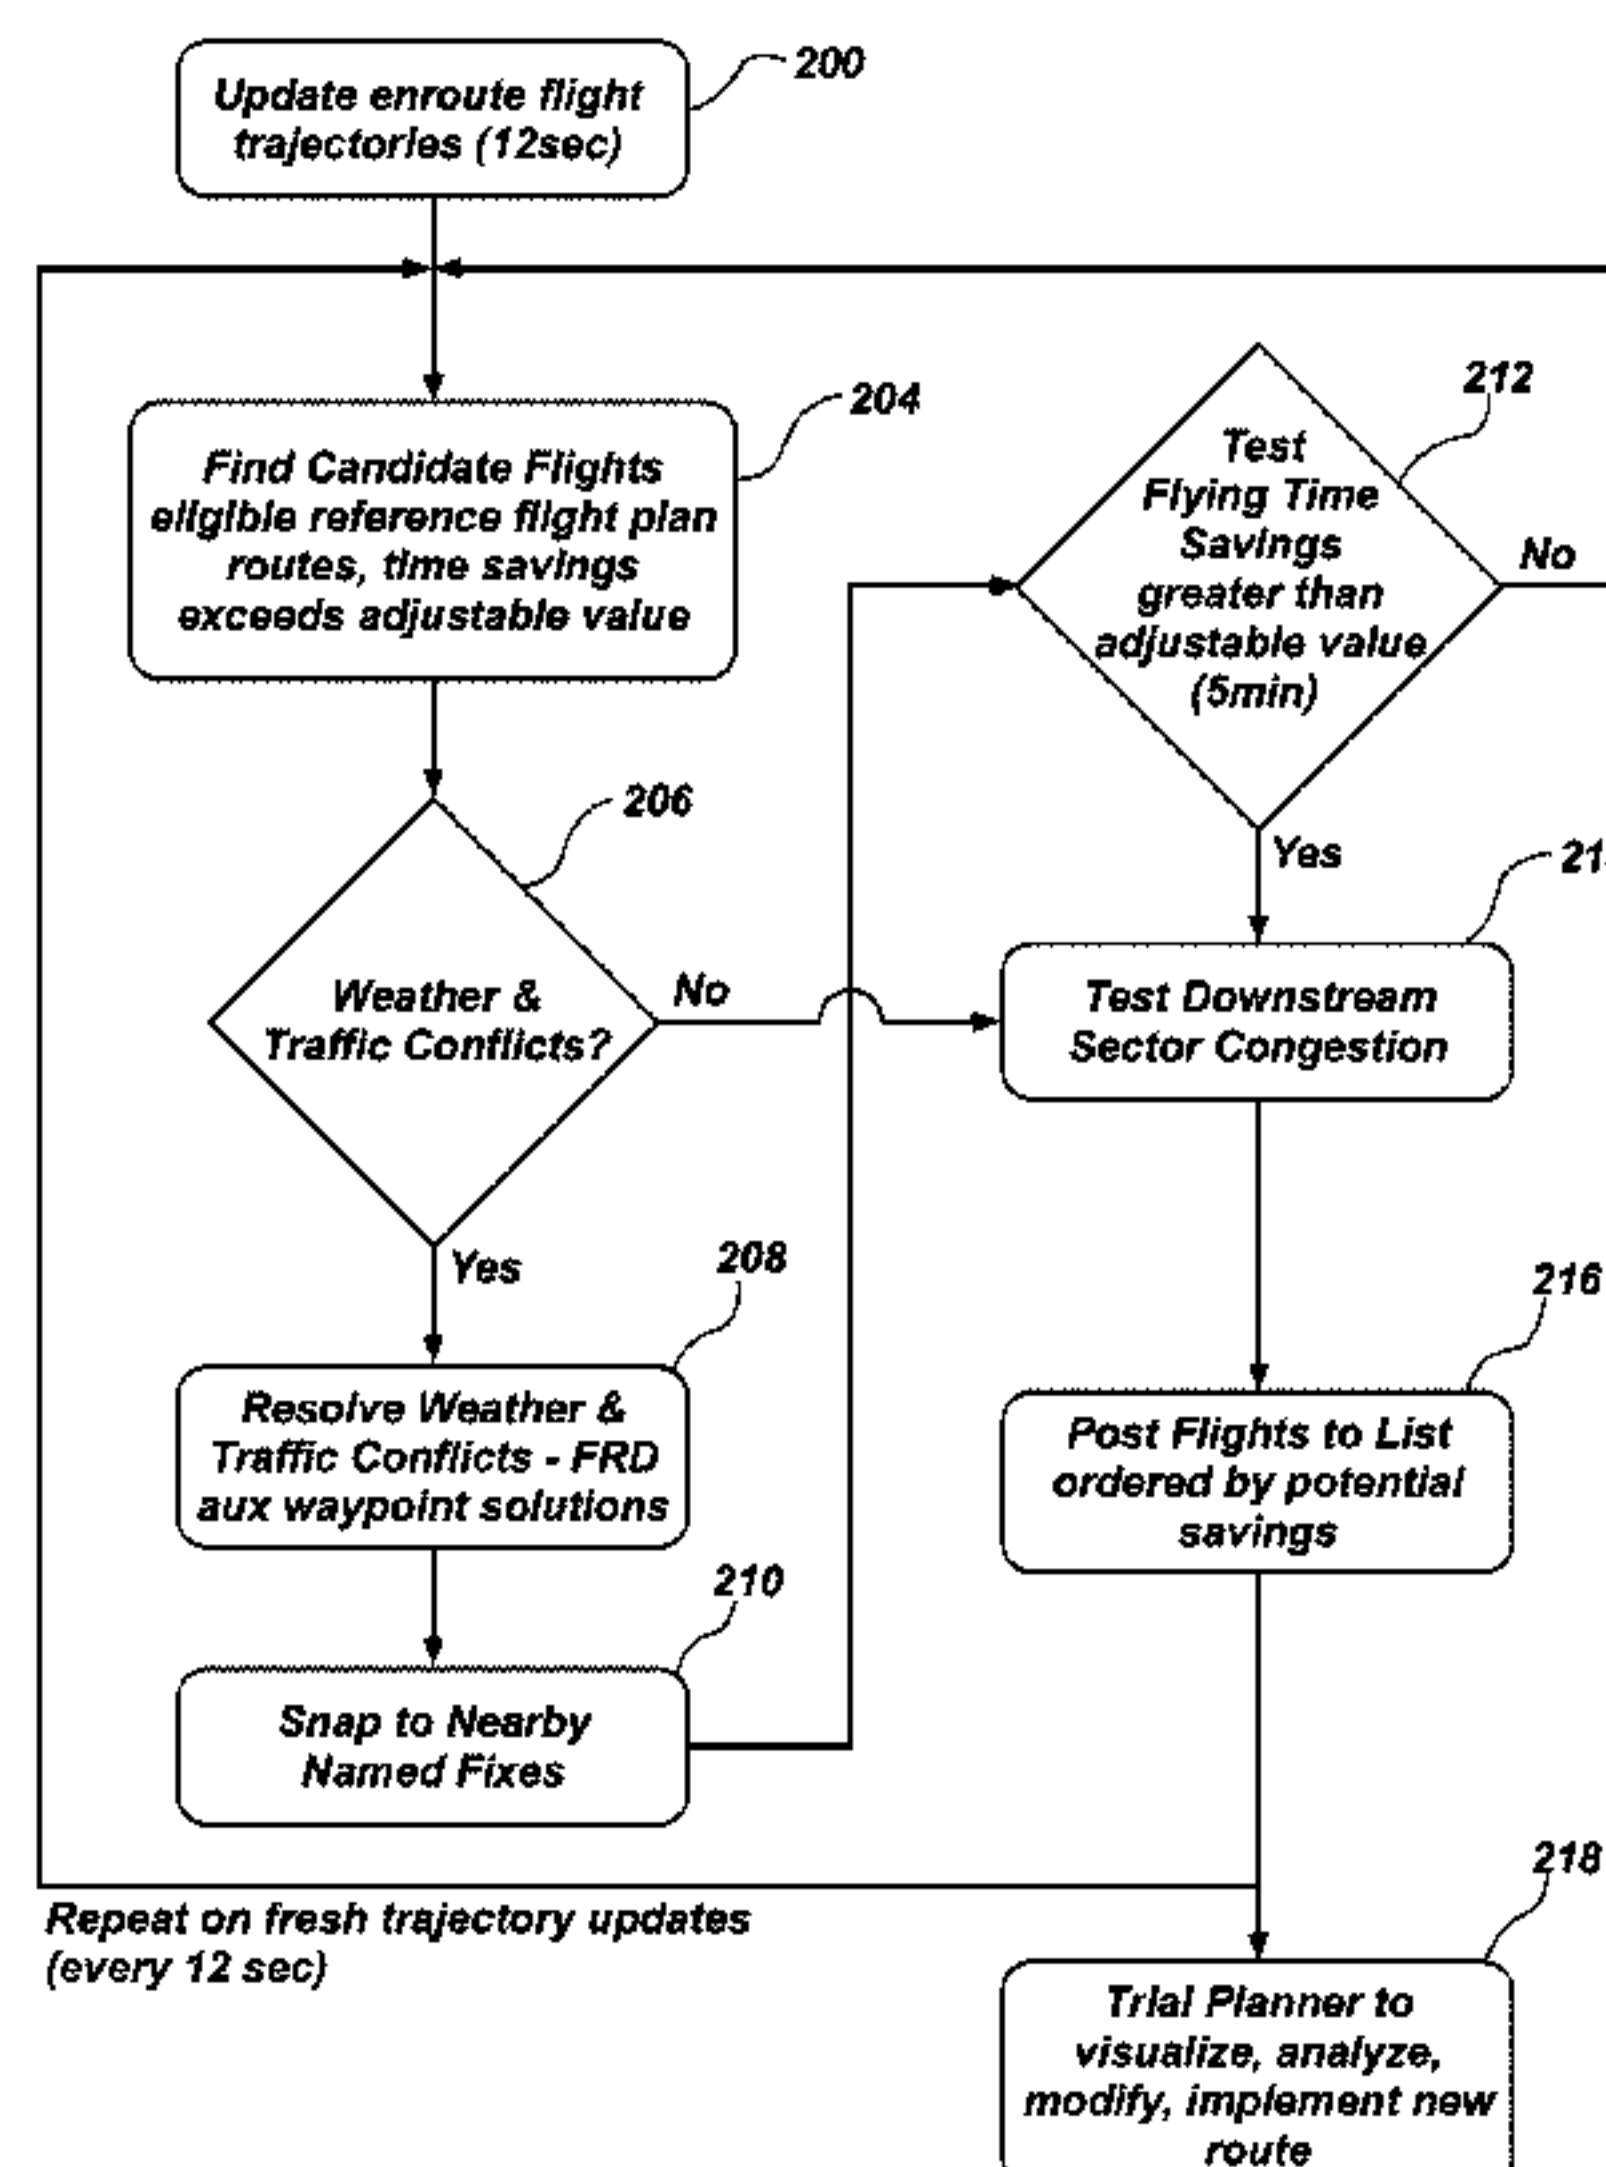 200
Update enroute flight
trajectories (12sec)
204
Find Candidate Flights
eligible reference flight plan
routes, time savings
exceeds adjustable value
206
Weather &
Traffic Conflicts?
No
Yes
208
Resolve Weather &
Traffic Conflicts - FRD
aux waypoint solutions
210
Snap to Nearby
Named Fixes
212
Test
Flying Time
Savings
greater than
adjustable value
(5min)
No
Yes
Test Downstream
Sector Congestion
216
Post Flights to List
ordered by potential
savings
Repeat on fresh trajectory updates
(every 12 sec)
218
Trial Planner to
visualize, analyze,
modify, implement new
route